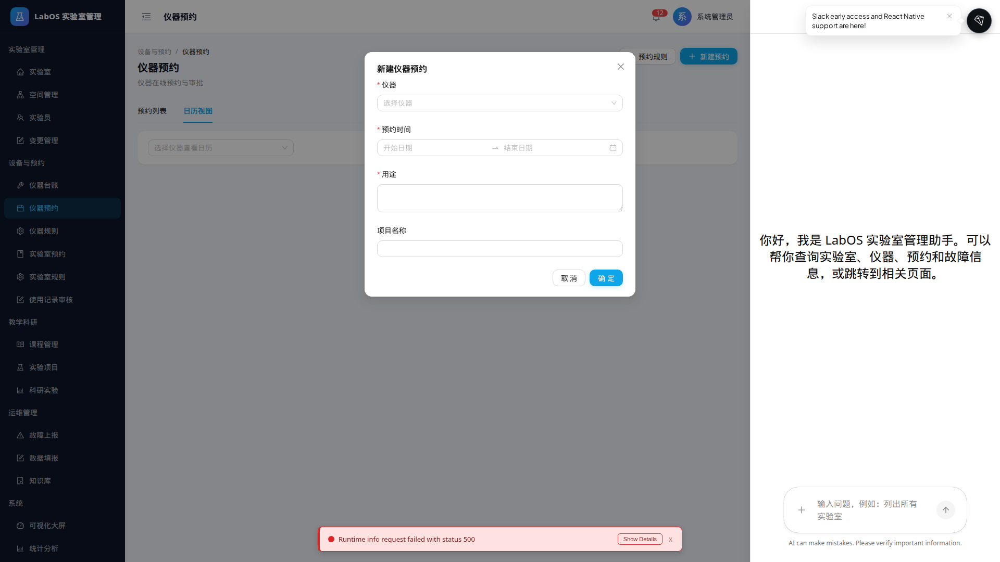 LabOS 实验室管理
实验室管理
实验室
空间管理
实验员
变更管理
设备与预约
仪器台账
仪器预约
仪器规则
实验室预约
实验室规则
使用记录审核
教学科研
课程管理
实验项目
科研实验
运维管理
故障上报
数据填报
知识库
系统
可视化大屏
统计分析
仪器预约
12
系
系统管理员
设备与预约 / 仪器预约
仪器预约
仪器在线预约与审批
预约规则
新建预约
预约列表
日历视图
选择仪器查看日历
新建仪器预约
* 仪器
选择仪器
* 预约时间
开始日期
结束日期
* 用途
项目名称
取 消
确 定
Runtime info request failed with status 500
Show Details
X
Slack early access and React Native
support are here!
你好，我是 LabOS 实验室管理助手。可以
帮你查询实验室、仪器、预约和故障信
息，或跳转到相关页面。
输入问题，例如：列出所有
实验室
AI can make mistakes. Please verify important information.